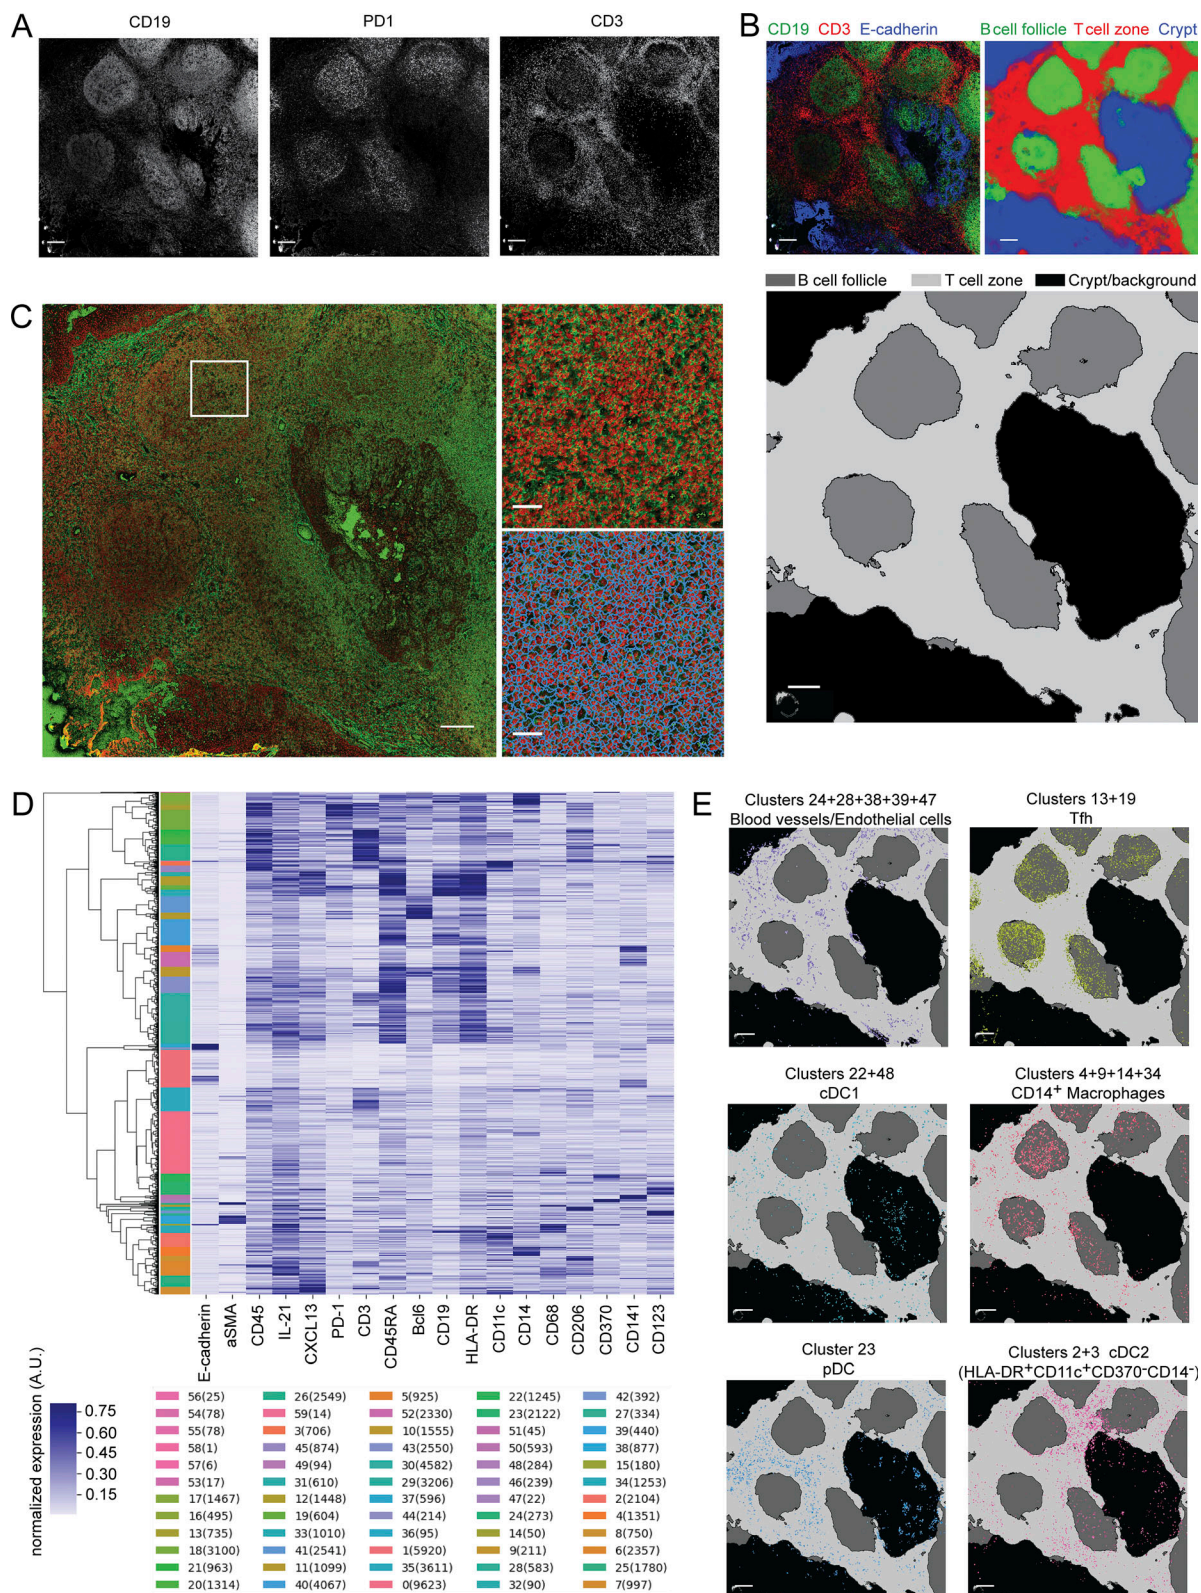 A
CD19 PD1 CD3
B
CD19 CD3 E-cadherin
B cell follicle T cell zone Crypt
B cell follicle T cell zone Crypt/background
C
D
E-cadherin
aSMA
CD45
IL-21
CXCL13
PD-1
CD3
CD45RA
Bcl6
CD19
HLA-DR
CD11c
CD14
CD68
CD206
CD370
CD141
CD123
normalized expression (A.U.)
0.75
0.60
0.45
0.30
0.15
56(25) 26(2549) 5(925) 22(1245) 42(392)
54(78) 59(14) 52(2330) 23(2122) 27(334)
55(78) 3(706) 10(1555) 51(45) 39(440)
58(1) 45(874) 43(2550) 50(593) 38(877)
57(6) 49(94) 30(4582) 48(284) 15(180)
53(17) 31(610) 29(3206) 46(239) 34(1253)
17(1467) 12(1448) 37(596) 47(22) 2(2104)
16(495) 19(604) 44(214) 24(273) 4(1351)
13(735) 33(1010) 36(95) 14(50) 8(750)
18(3100) 41(2541) 1(5920) 9(211) 6(2357)
21(963) 11(1099) 35(3611) 28(583) 25(1780)
20(1314) 40(4067) 0(9623) 32(90) 7(997)
E
Clusters 24+28+38+39+47
Blood vessels/Endothelial cells
Clusters 13+19
Tfh
Clusters 22+48
cDC1
Clusters 4+9+14+34
CD14+ Macrophages
Cluster 23
pDC
Clusters 2+3 cDC2
(HLA-DR+CD11c+CD370-CD14-)